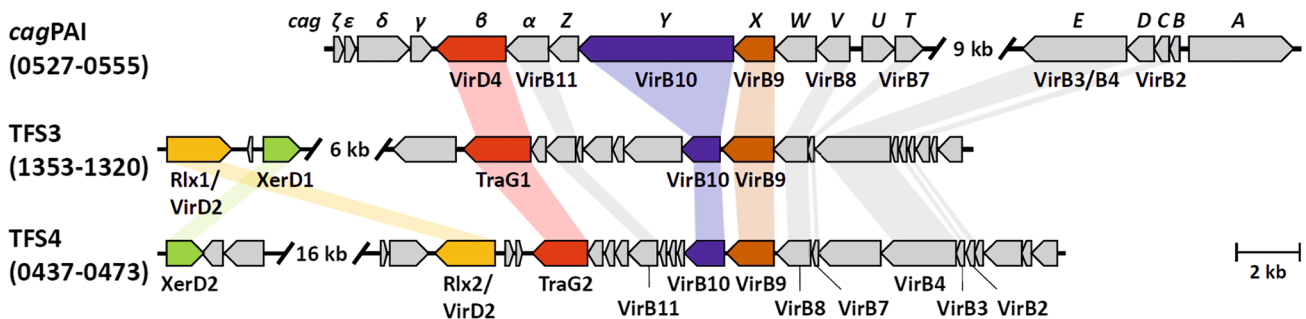 cag ζ ε δ γ β α Z Y X W V U T E D C B A
cagPAI
(0527-0555)
9 kb
VirD4 VirB11 VirB10 VirB9 VirB8 VirB7 VirB3/B4 VirB2
TFS3
(1353-1320)
6 kb
Rlx1/
VirD2
XerD1 TraG1 VirB10 VirB9
TFS4
(0437-0473)
16 kb
2 kb
XerD2 Rlx2/
VirD2
TraG2 VirB10 VirB9 VirB4
VirB11 VirB8 VirB7 VirB3 VirB2